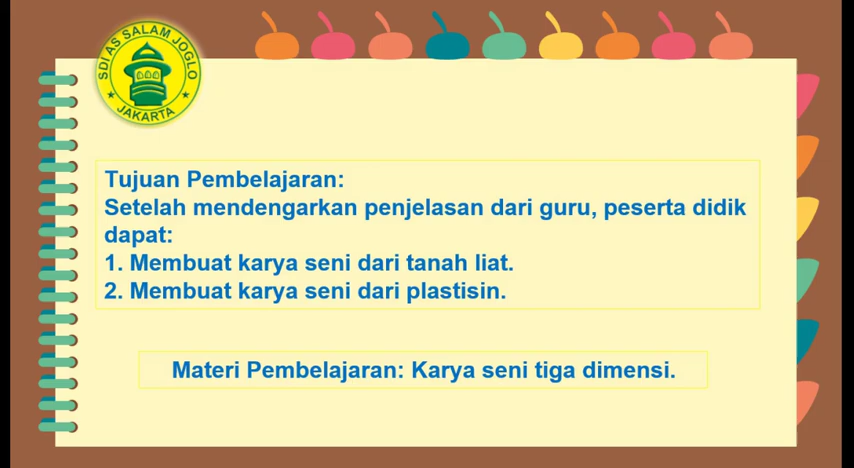 SDI AS SALAM JOGLO
JAKARTA
Tujuan Pembelajaran:
Setelah mendengarkan penjelasan dari guru, peserta didik
dapat:
1. Membuat karya seni dari tanah liat.
2. Membuat karya seni dari plastisin.
Materi Pembelajaran: Karya seni tiga dimensi.